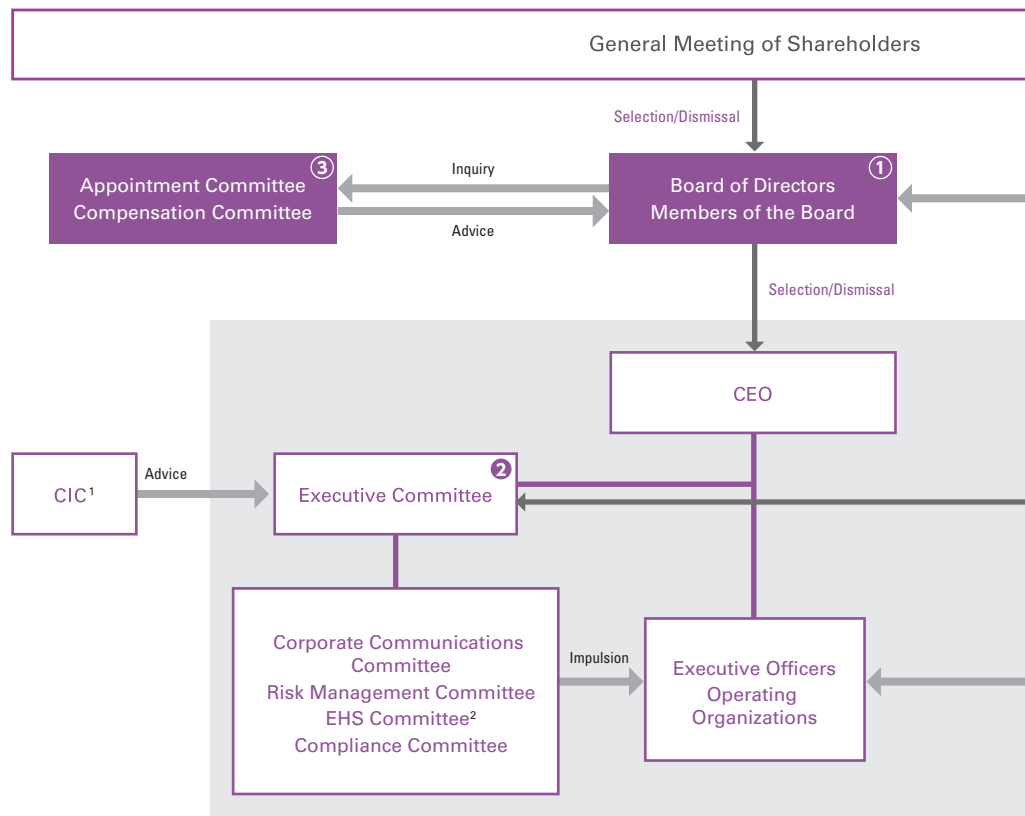 General Meeting of Shareholders
Selection/Dismissal
③
Appointment Committee
Compensation Committee
Inquiry
Advice
①
Board of Directors
Members of the Board
Selection/Dismissal
CEO
CIC¹
Advice
❷
Executive Committee
Corporate Communications
Committee
Risk Management Committee
EHS Committee²
Compliance Committee
Impulsion
Executive Officers
Operating
Organizations